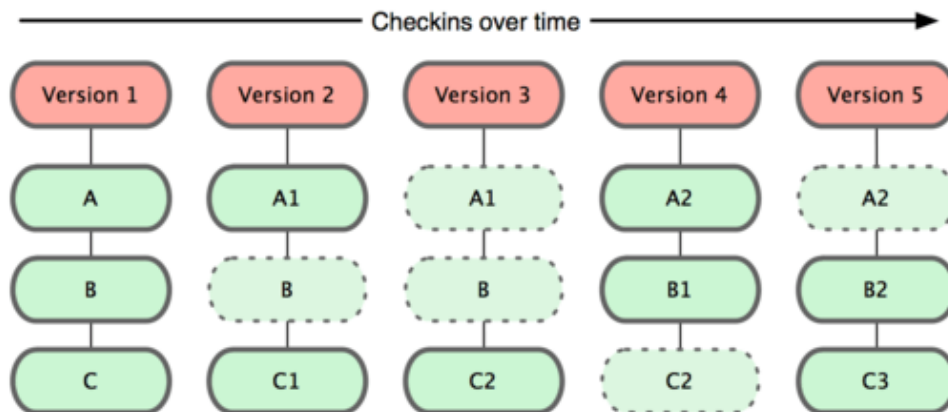 Checkins over time
Version 1 Version 2 Version 3 Version 4 Version 5
A A1 A1 A2 A2
B B B B1 B2
C C1 C2 C2 C3